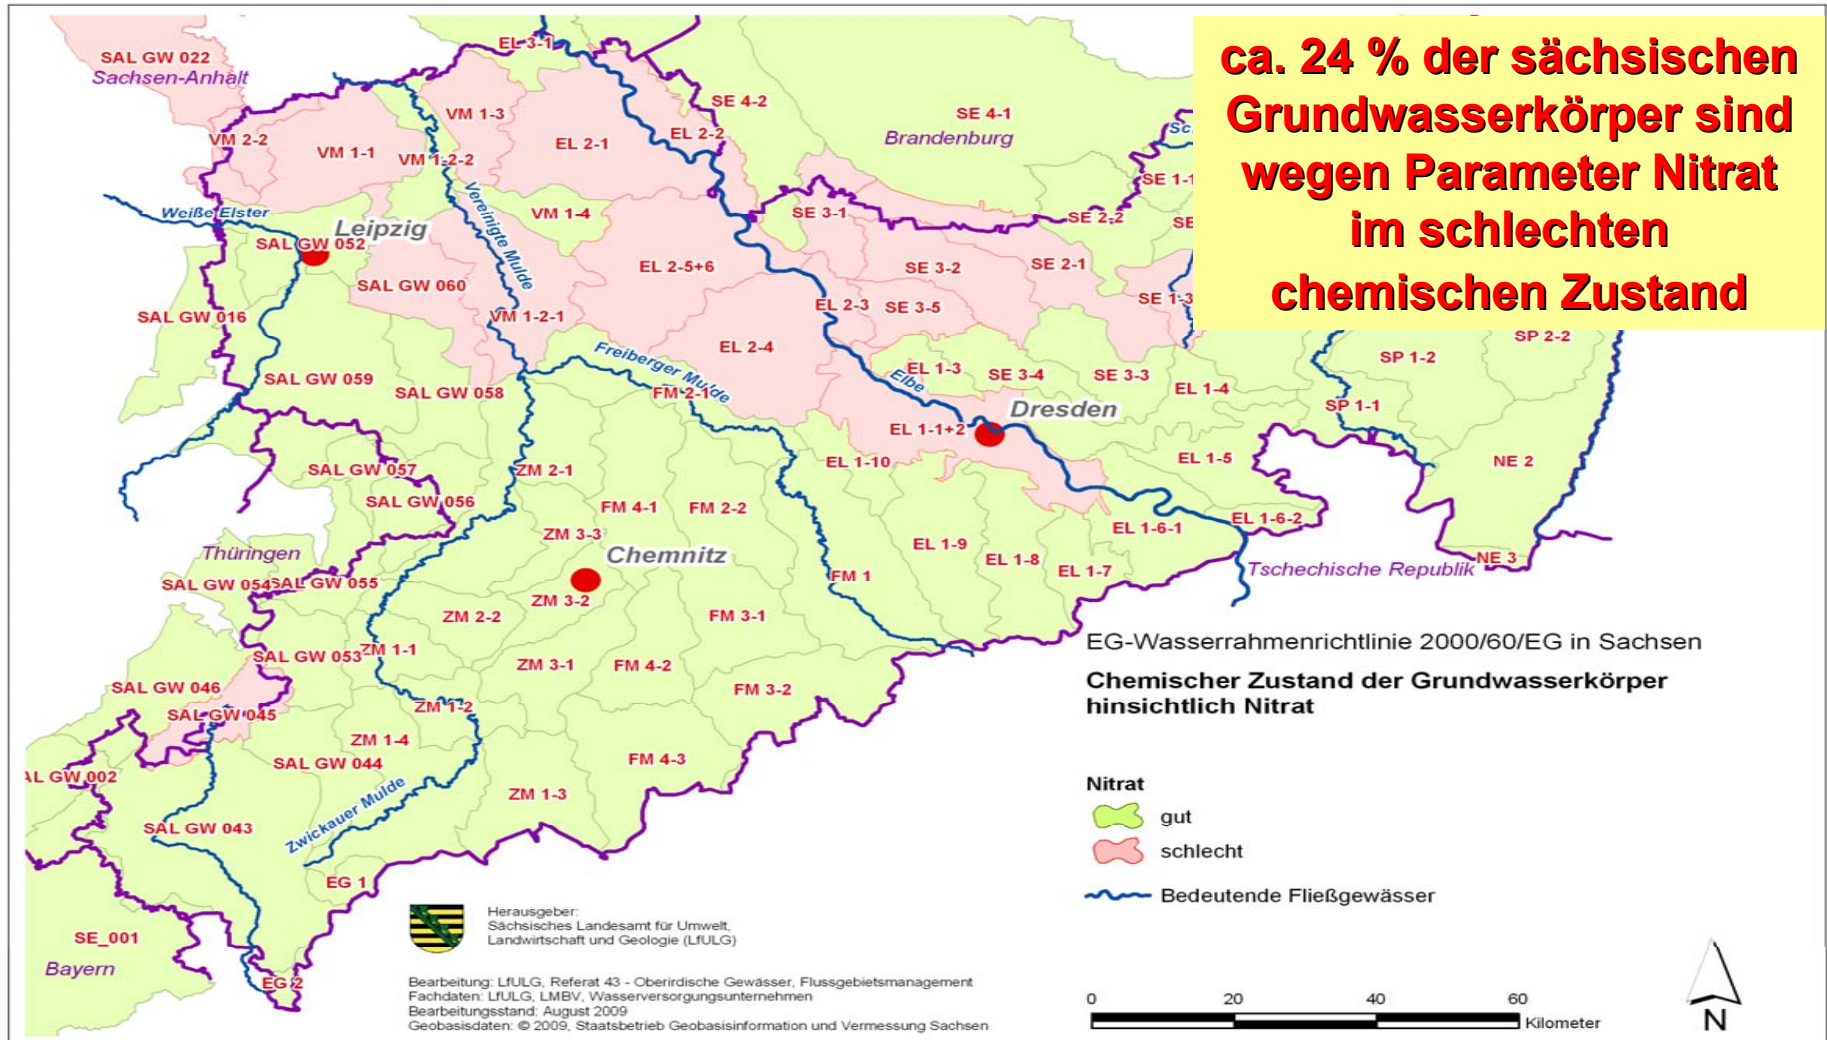 ca. 24 % der sächsischen
Grundwasserkörper sind
wegen Parameter Nitrat
im schlechten
chemischen Zustand
EL 3-1
SAL GW 022
Sachsen-Anhalt
VM 1-3
SE 4-2
SE 4-1
Brandenburg
VM 2-2
VM 1-1
VM 1-2-2
EL 2-1
EL 2-2
SE 1-1
Weiße Elster
Leipzig
SAL GW 052
Vereinigte Mulde
VM 1-4
SE 3-1
SE 2-2
SAL GW 060
EL 2-5+6
SE 3-2
SE 2-1
SE 1-3
SAL GW 016
VM 1-2-1
EL 2-3
SE 3-5
EL 2-4
Freiberger Mulde
SP 1-2
SP 2-2
SAL GW 059
SAL GW 058
FM 2-1
Elbe
EL 1-3
SE 3-4
SE 3-3
EL 1-4
SP 1-1
Dresden
EL 1-1+2
SAL GW 057
ZM 2-1
EL 1-10
EL 1-5
NE 2
SAL GW 056
FM 4-1
FM 2-2
EL 1-6-1
EL 1-6-2
ZM 3-3
Chemnitz
EL 1-9
EL 1-8
EL 1-7
Thüringen
SAL GW 054
SAL GW 055
FM 1
Tschechische Republik
NE 3
ZM 3-2
ZM 2-2
FM 3-1
SAL GW 053
ZM 1-1
ZM 3-1
FM 4-2
SAL GW 046
FM 3-2
SAL GW 045
ZM 1-2
ZM 1-4
SAL GW 044
FM 4-3
AL GW 002
ZM 1-3
SAL GW 043
Zwickauer Mulde
EG 1
SE_001
Bayern
EG 2
EG-Wasserrahmenrichtlinie 2000/60/EG in Sachsen
Chemischer Zustand der Grundwasserkörper
hinsichtlich Nitrat
Nitrat
gut
schlecht
Bedeutende Fließgewässer
Herausgeber:
Sächsisches Landesamt für Umwelt,
Landwirtschaft und Geologie (LfULG)
Bearbeitung: LfULG, Referat 43 - Oberirdische Gewässer, Flussgebietsmanagement
Fachdaten: LfULG, LMBV, Wasserversorgungsunternehmen
Bearbeitungsstand: August 2009
Geobasisdaten: © 2009, Staatsbetrieb Geobasisinformation und Vermessung Sachsen
0 20 40 60
Kilometer
N